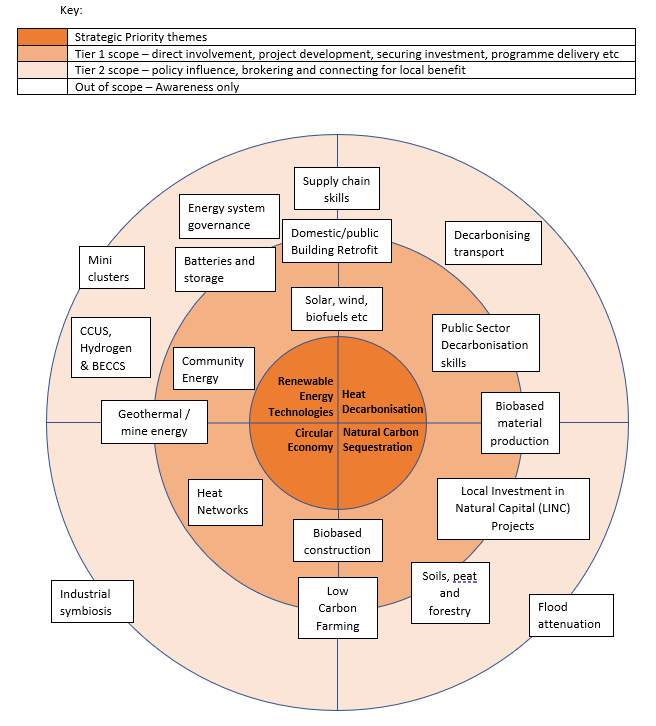 Key:
Strategic Priority themes
Tier 1 scope – direct involvement, project development, securing investment, programme delivery etc
Tier 2 scope – policy influence, brokering and connecting for local benefit
Out of scope – Awareness only
Supply chain
skills
Energy system
governance
Domestic/public
Building Retrofit
Decarbonising
transport
Mini
clusters
Batteries and
storage
Solar, wind,
biofuels etc
CCUS,
Hydrogen
& BECCS
Public Sector
Decarbonisation
skills
Community
Energy
Renewable
Energy
Technologies
Heat
Decarbonisation
Geothermal /
mine energy
Biobased
material
production
Circular
Economy
Natural Carbon
Sequestration
Heat
Networks
Local Investment in
Natural Capital (LINC)
Projects
Biobased
construction
Low
Carbon
Farming
Soils, peat
and
forestry
Industrial
symbiosis
Flood
attenuation